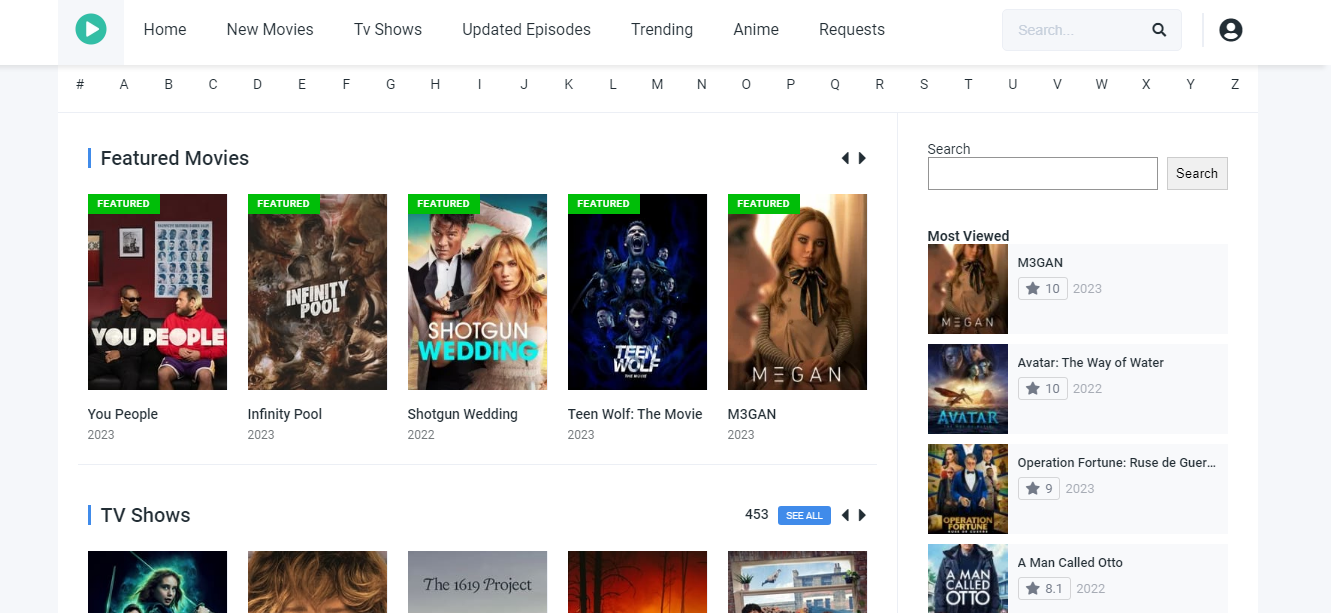 Home New Movies Tv Shows Updated Episodes Trending Anime Requests Search...
# A B C D E F G H I J K L M N O P Q R S T U V W X Y Z
Featured Movies
FEATURED FEATURED FEATURED FEATURED FEATURED
YOU PEOPLE
INFINITY
POOL
SHOTGUN
WEDDING
TEEN
WOLF
THE MOVIE
M3GAN
You People Infinity Pool Shotgun Wedding Teen Wolf: The Movie M3GAN
2023 2023 2022 2023 2023
TV Shows 453 SEE ALL
The 1619 Project
Search
Search
Most Viewed
M3GAN
M3GAN
10 2023
Avatar: The Way of Water
10 2022
AVATAR
Operation Fortune: Ruse de Guer...
9 2023
OPERATION
FORTUNE
A Man Called Otto
8.1 2022
A MAN
CALLED
OTTO